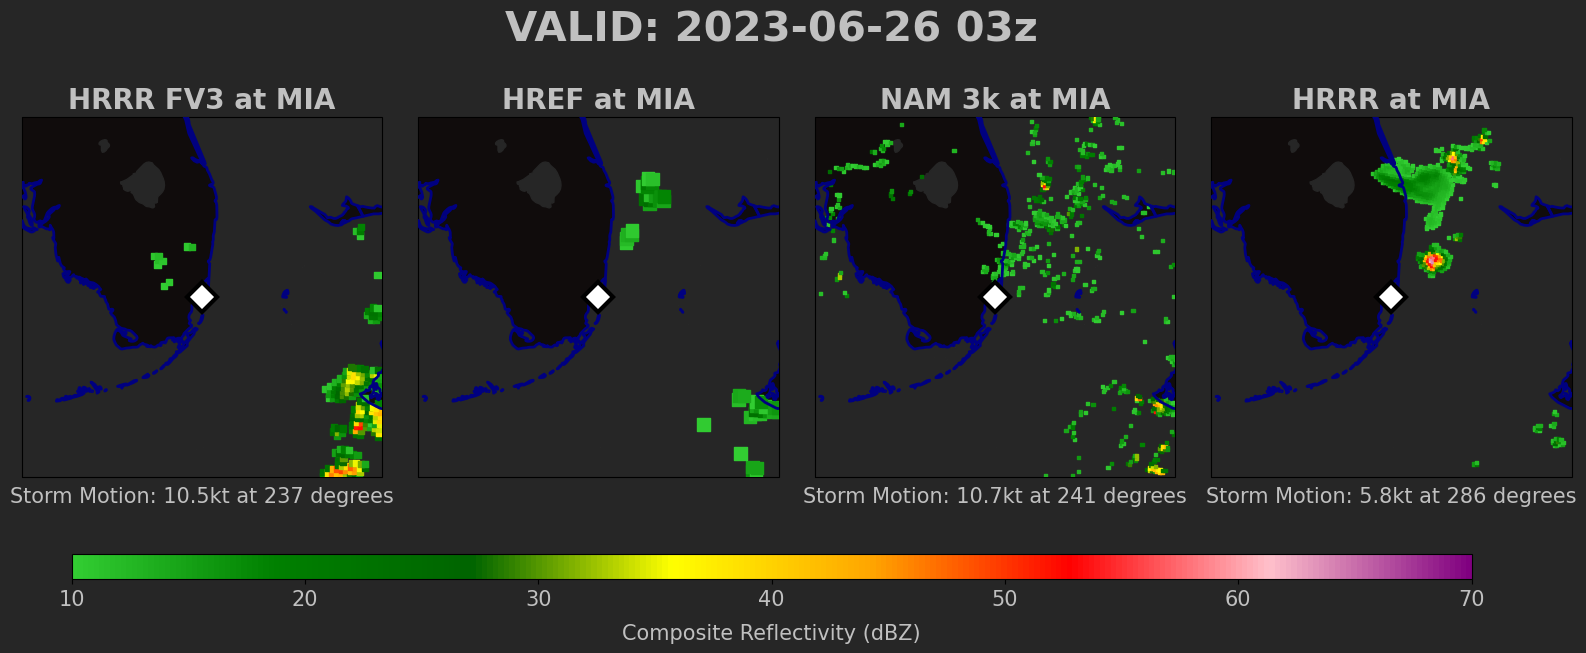 VALID: 2023-06-26 03z
HRRR FV3 at MIA
HREF at MIA
NAM 3k at MIA
HRRR at MIA
Storm Motion: 10.5kt at 237 degrees
Storm Motion: 10.7kt at 241 degrees
Storm Motion: 5.8kt at 286 degrees
10 20 30 40 50 60 70
Composite Reflectivity (dBZ)